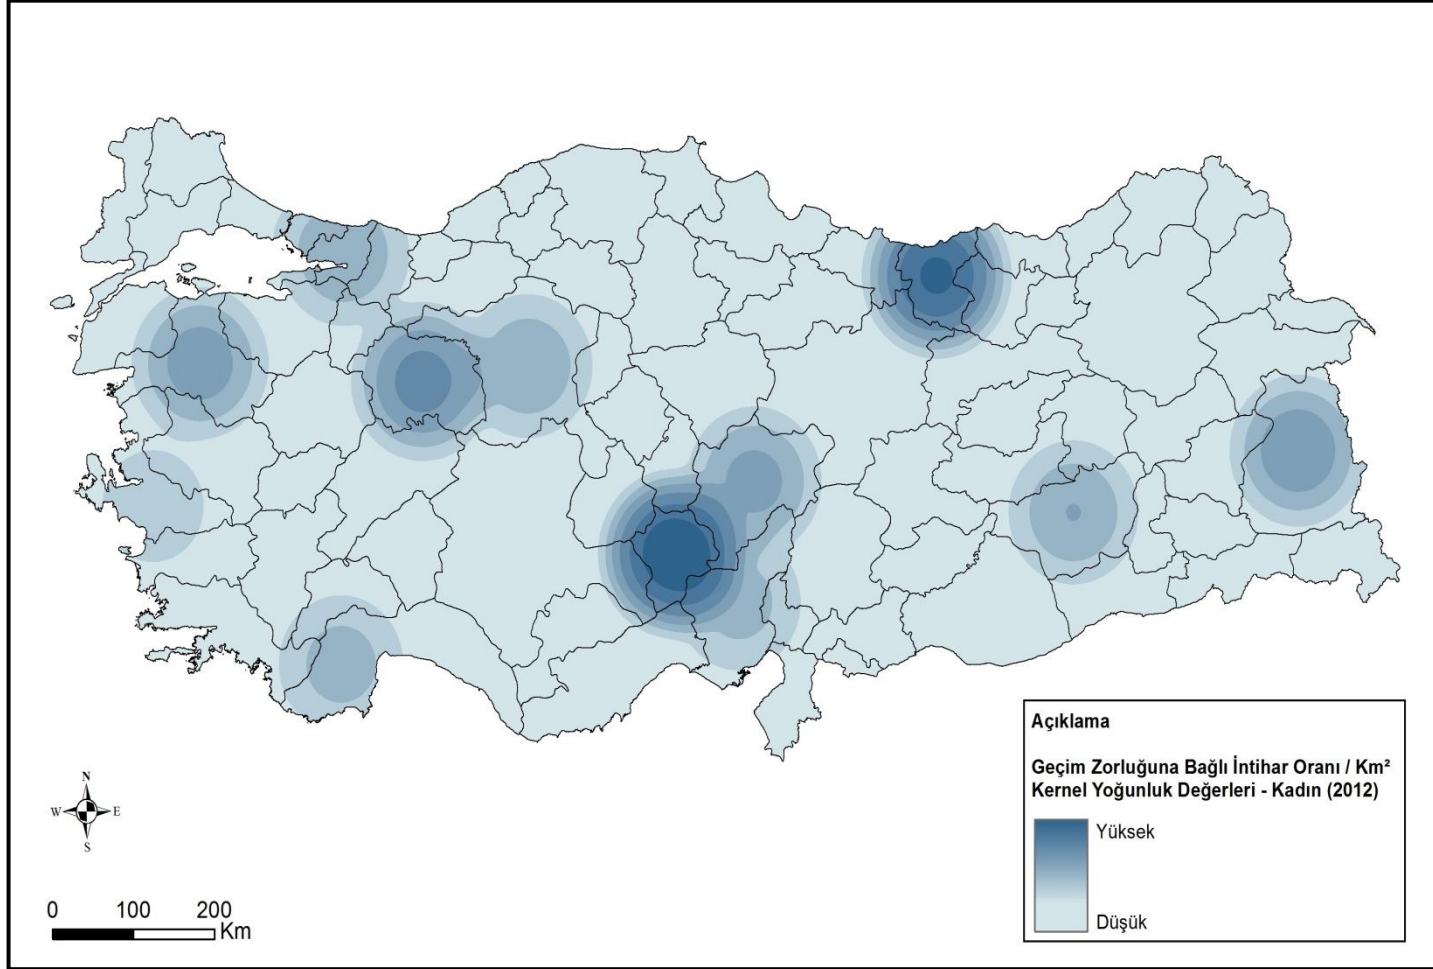 N
W E
S
0 100 200
Km
Açıklama
Geçim Zorluğuna Bağlı İntihar Oranı / Km²
Kernel Yoğunluk Değerleri - Kadın (2012)
Yüksek
Düşük